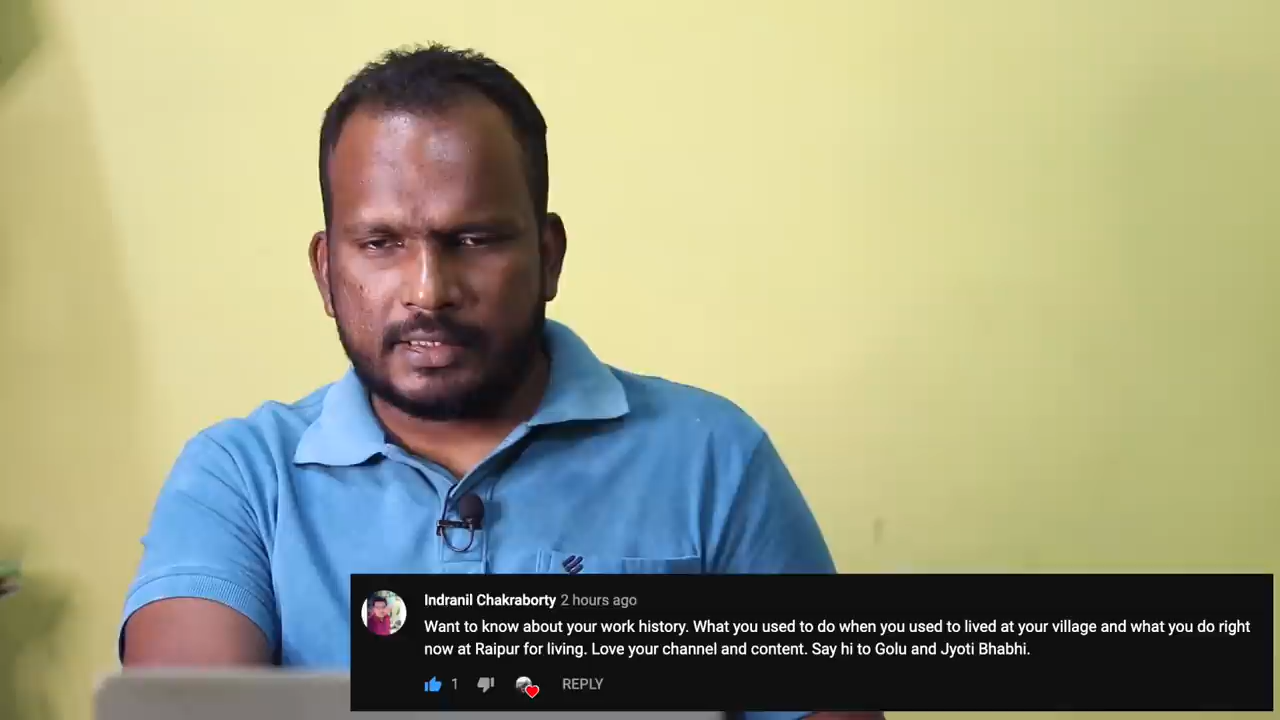 Indranil Chakraborty 2 hours ago
Want to know about your work history. What you used to do when you used to lived at your village and what you do right
now at Raipur for living. Love your channel and content. Say hi to Golu and Jyoti Bhabhi.
1 REPLY